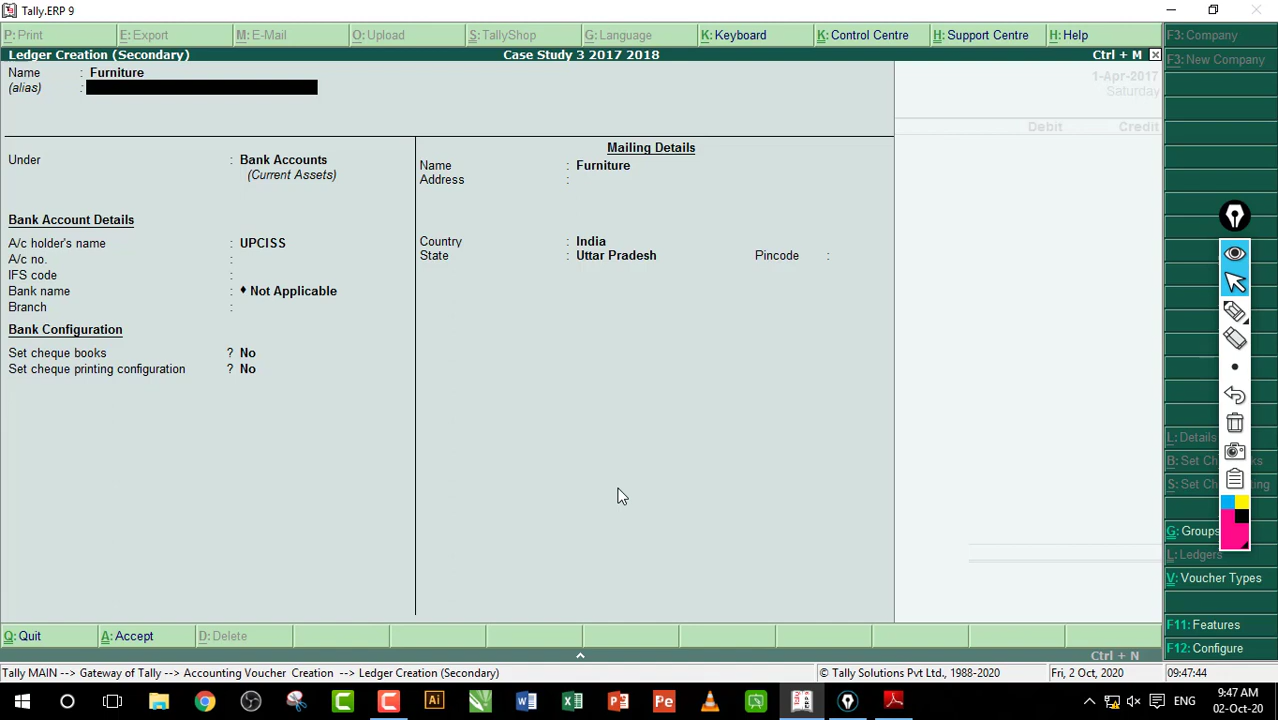 Tally.ERP 9
P: Print
E: Export
M: E-Mail
O: Upload
S: TallyShop
G: Language
K: Keyboard
K: Control Centre
H: Support Centre
H: Help
F3: Company
Ledger Creation (Secondary)
Case Study 3 2017 2018
Ctrl + M
F3: New Company
Name : Furniture
(alias) :
1-Apr-2017
Saturday
Debit Credit
Under : Bank Accounts
(Current Assets)
Bank Account Details
A/c holder's name : UPCISS
A/c no. :
IFS code :
Bank name : ♦ Not Applicable
Branch :
Bank Configuration
Set cheque books ? No
Set cheque printing configuration ? No
Mailing Details
Name : Furniture
Address :
Country : India
State : Uttar Pradesh Pincode :
L: Details
B: Set Ch ks
S: Set Ch ting
G: Groups
L: Ledgers
V: Voucher Types
F11: Features
F12: Configure
Q: Quit
A: Accept
D: Delete
Ctrl + N
Tally MAIN --> Gateway of Tally --> Accounting Voucher Creation --> Ledger Creation (Secondary)
© Tally Solutions Pvt Ltd., 1988-2020
Fri, 2 Oct, 2020
09:47:44
ENG
9:47 AM
02-Oct-20